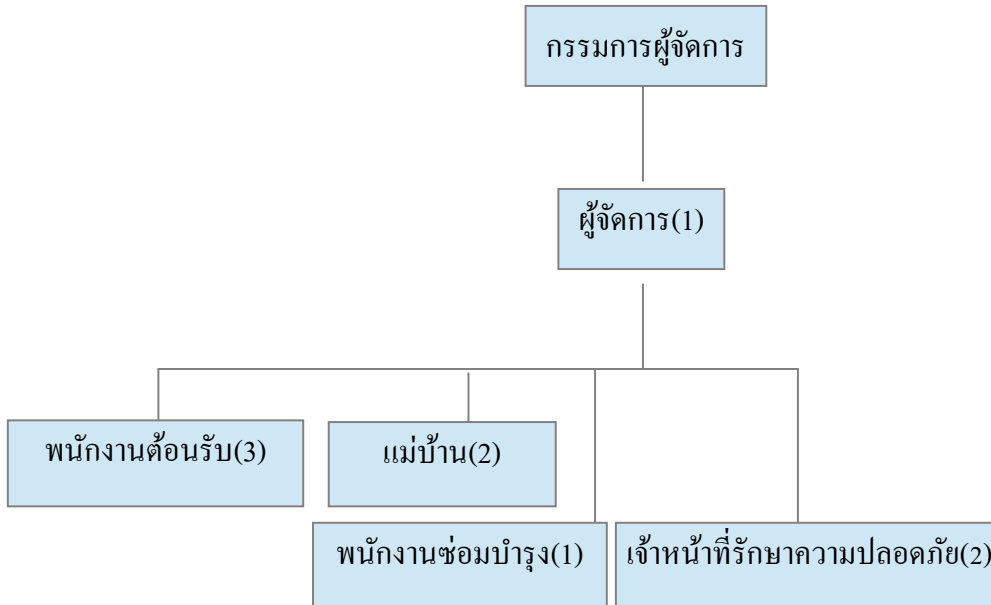 กรรมการผู้จัดการ
ผู้จัดการ(1)
พนักงานต้อนรับ(3)
แม่บ้าน(2)
พนักงานซ่อมบำรุง(1)
เจ้าหน้าที่รักษาความปลอดภัย(2)